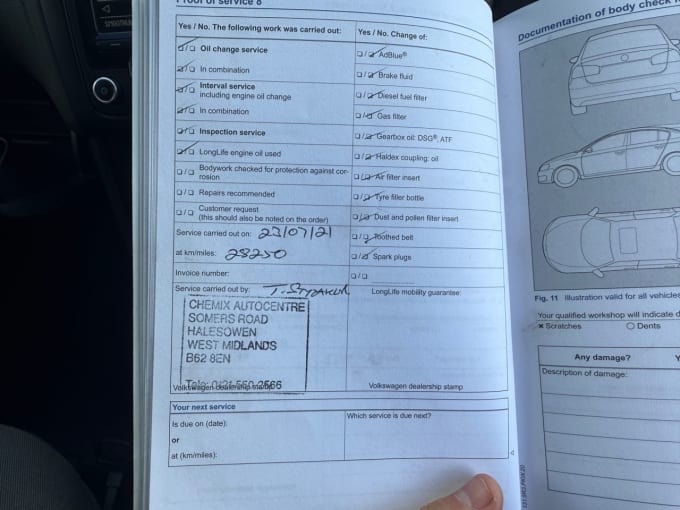 Proof of service 8
Yes / No. The following work was carried out:
Oil change service
In combination
Interval service
including engine oil change
In combination
Inspection service
LongLife engine oil used
Bodywork checked for protection against cor-
rosion
Repairs recommended
Customer request
(this should also be noted on the order)
Service carried out on: 23/07/21
at km/miles: 28250
Invoice number:
Service carried out by:
CHEMIX AUTOCENTRE
SOMERS ROAD
HALESOWEN
WEST MIDLANDS
B62 8EN
Tele: 0121 560 2666
Volkswagen dealership stamp
Yes / No. Change of:
AdBlue®
Brake fluid
Diesel fuel filter
Gas filter
Gearbox oil: DSG®, ATF
Haldex coupling: oil
Air filter insert
Tyre filler bottle
Dust and pollen filter insert
Toothed belt
Spark plugs
LongLife mobility guarantee:
Volkswagen dealership stamp
Your next service
Is due on (date):
or
at (km/miles):
Which service is due next?
Documentation of body check
Fig. 11 Illustration valid for all vehicles
Your qualified workshop will indicate
Scratches
Dents
Any damage?
Y
Description of damage: